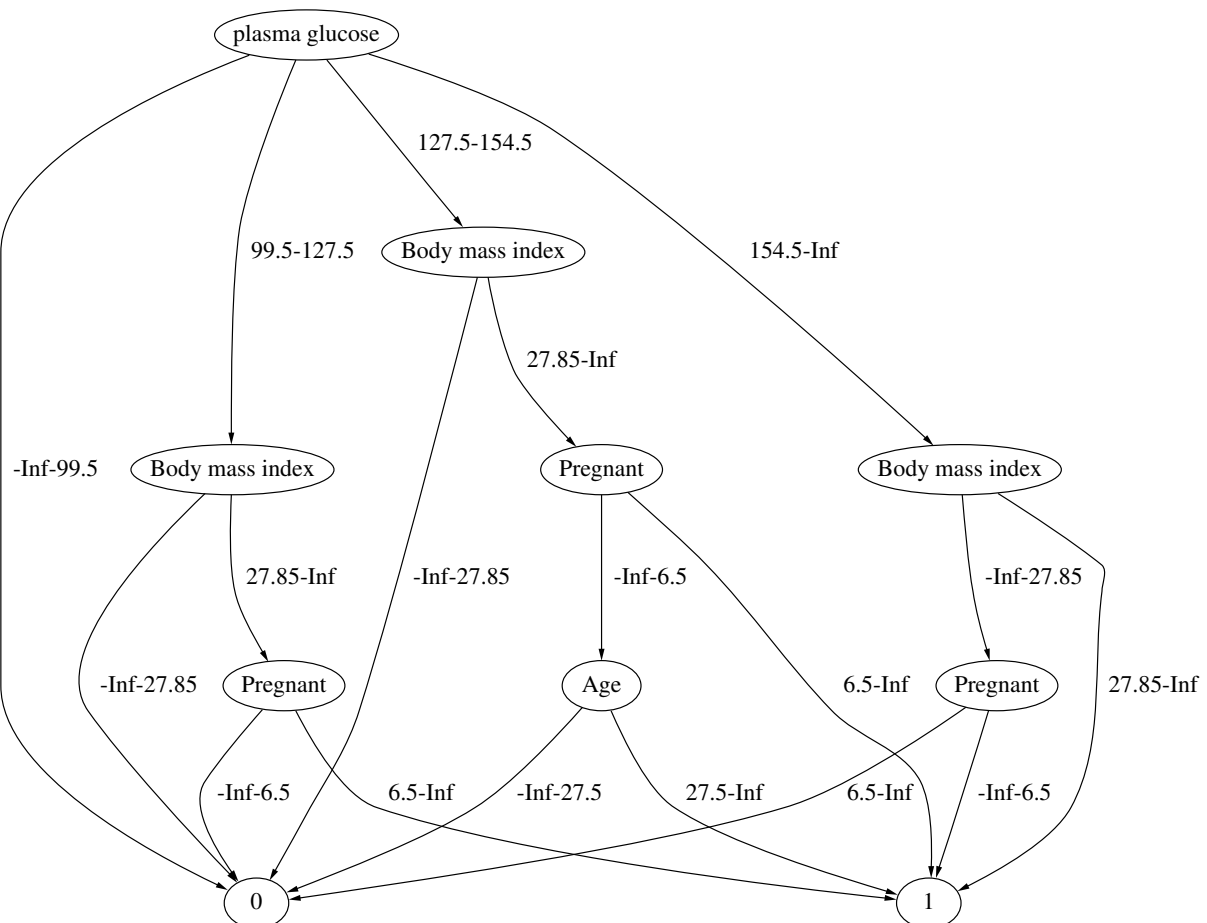 plasma glucose
127.5-154.5
99.5-127.5
Body mass index
154.5-Inf
27.85-Inf
-Inf-99.5
Body mass index
Pregnant
Body mass index
27.85-Inf
-Inf-27.85
-Inf-6.5
-Inf-27.85
-Inf-27.85
Pregnant
Age
6.5-Inf
Pregnant
27.85-Inf
-Inf-6.5
6.5-Inf
-Inf-27.5
27.5-Inf
6.5-Inf
-Inf-6.5
0
1